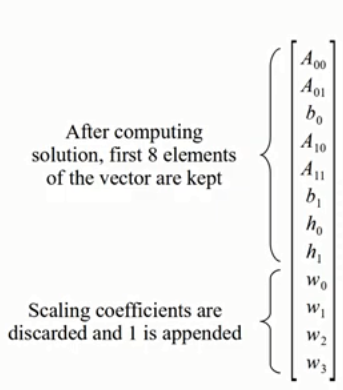 After computing
solution, first 8 elements
of the vector are kept
Scaling coefficients are
discarded and 1 is appended
A₀₀
A₀₁
b₀
A₁₀
A₁₁
b₁
h₀
h₁
w₀
w₁
w₂
w₃